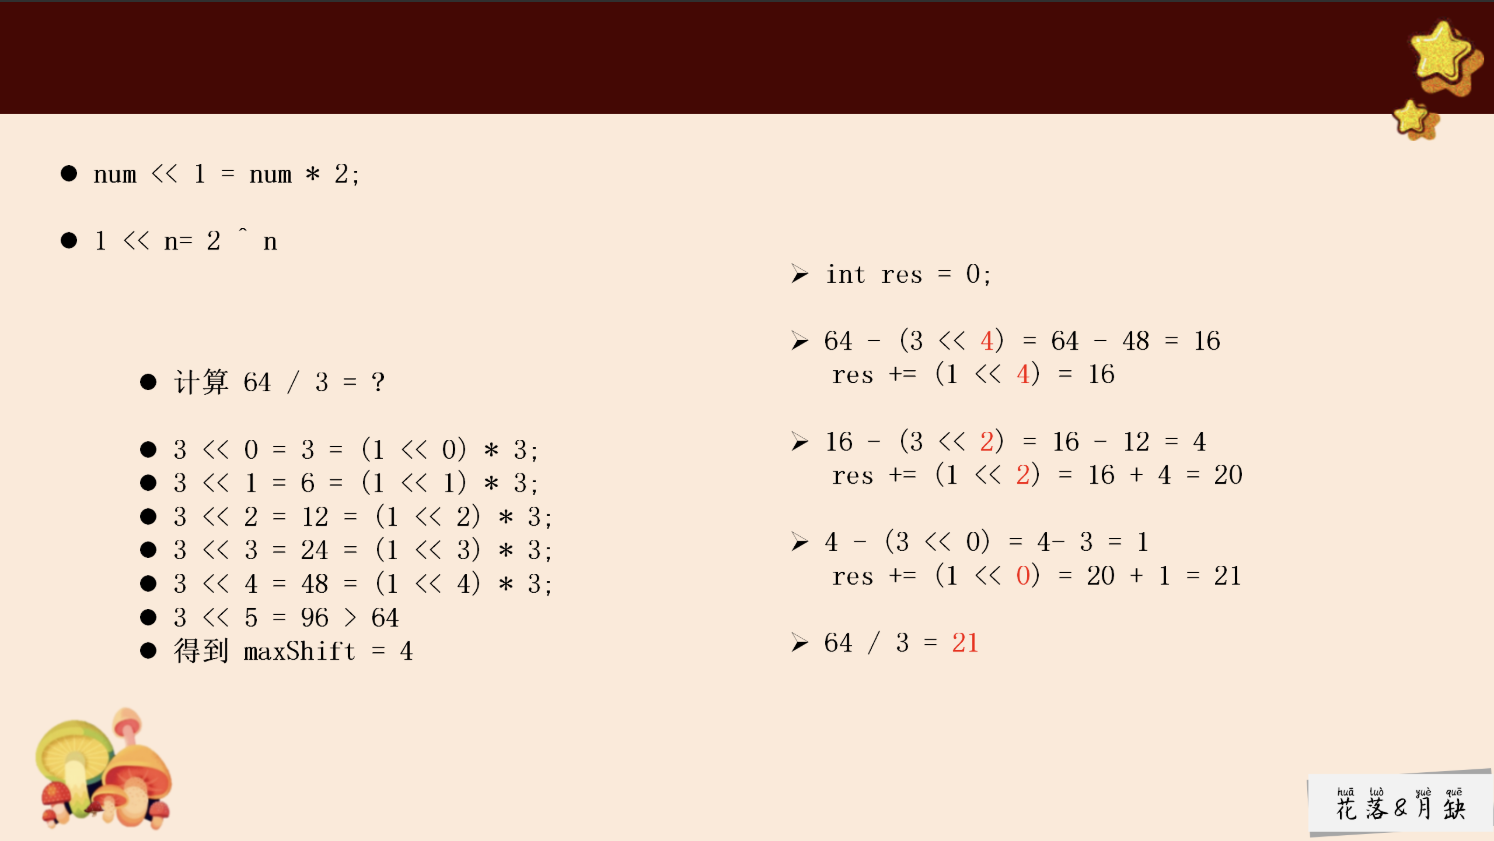 num << 1 = num * 2;
1 << n= 2 ^ n
计算 64 / 3 = ?
3 << 0 = 3 = (1 << 0) * 3;
3 << 1 = 6 = (1 << 1) * 3;
3 << 2 = 12 = (1 << 2) * 3;
3 << 3 = 24 = (1 << 3) * 3;
3 << 4 = 48 = (1 << 4) * 3;
3 << 5 = 96 > 64
得到 maxShift = 4
int res = 0;
64 - (3 << 4) = 64 - 48 = 16
res += (1 << 4) = 16
16 - (3 << 2) = 16 - 12 = 4
res += (1 << 2) = 16 + 4 = 20
4 - (3 << 0) = 4- 3 = 1
res += (1 << 0) = 20 + 1 = 21
64 / 3 = 21
huā luò yuè quē
花落&月缺